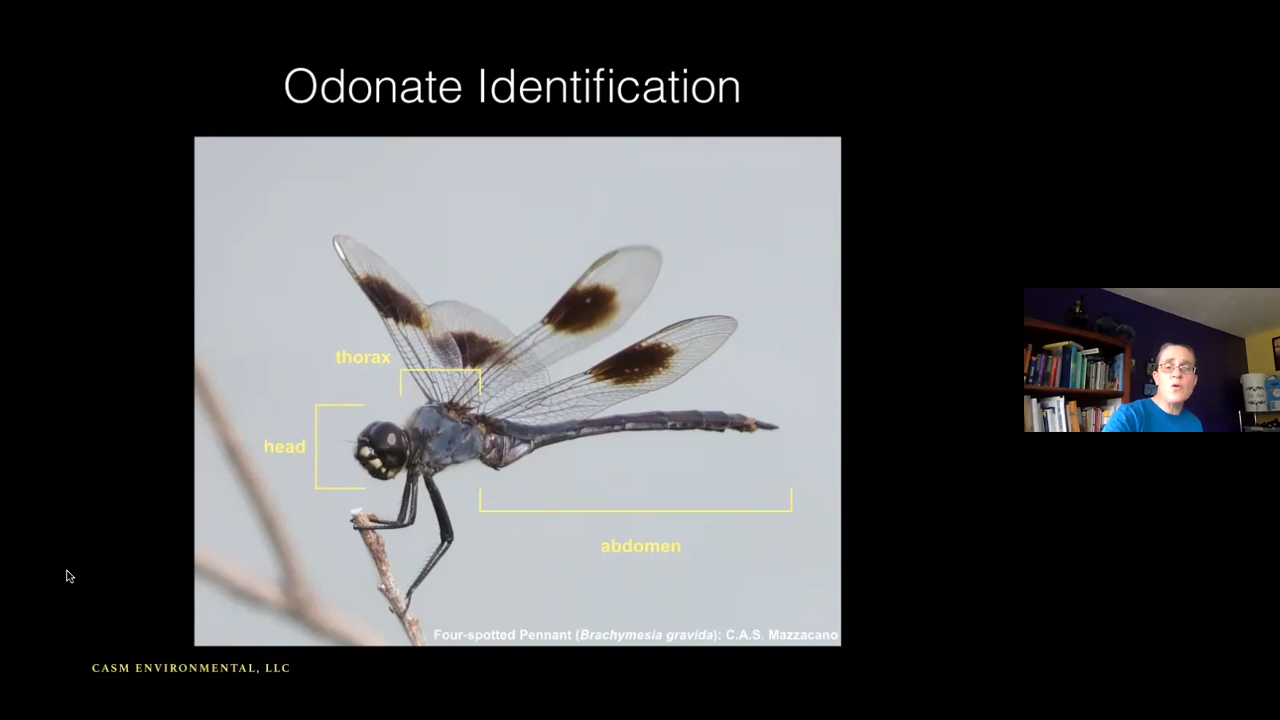 Odonate Identification
thorax
head
abdomen
Four-spotted Pennant (Brachymesia gravida): C.A.S. Mazzacano
CASM ENVIRONMENTAL, LLC